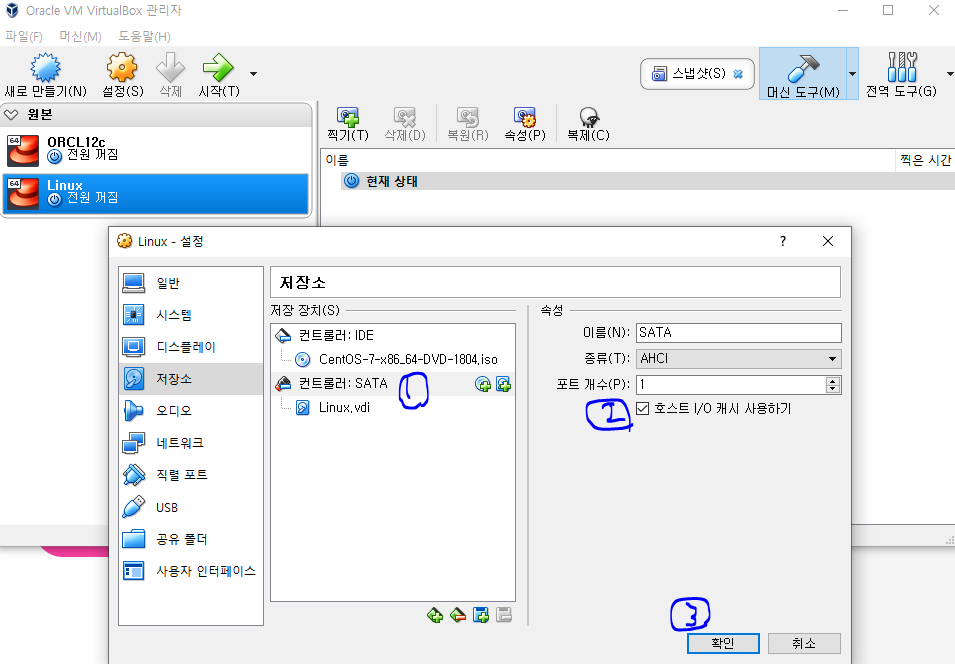 Oracle VM VirtualBox 관리자
파일(F) 머신(M) 도움말(H)
새로 만들기(N) 설정(S) 삭제 시작(T) 스냅샷(S) 머신 도구(M) 전역 도구(G)
원본
64 ORCL12c
전원 꺼짐
64 Linux
전원 꺼짐
찍기(T) 삭제(D) 복원(R) 속성(P) 복제(C)
이름 찍은 시간
현재 상태
Linux - 설정 ?
일반
시스템
디스플레이
저장소
오디오
네트워크
직렬 포트
USB
공유 폴더
사용자 인터페이스
저장소
저장 장치(S)
컨트롤러: IDE
CentOS-7-x86_64-DVD-1804.iso
컨트롤러: SATA 1
Linux.vdi
속성
이름(N): SATA
종류(T): AHCI
포트 개수(P): 1
2 호스트 I/O 캐시 사용하기
3
확인 취소